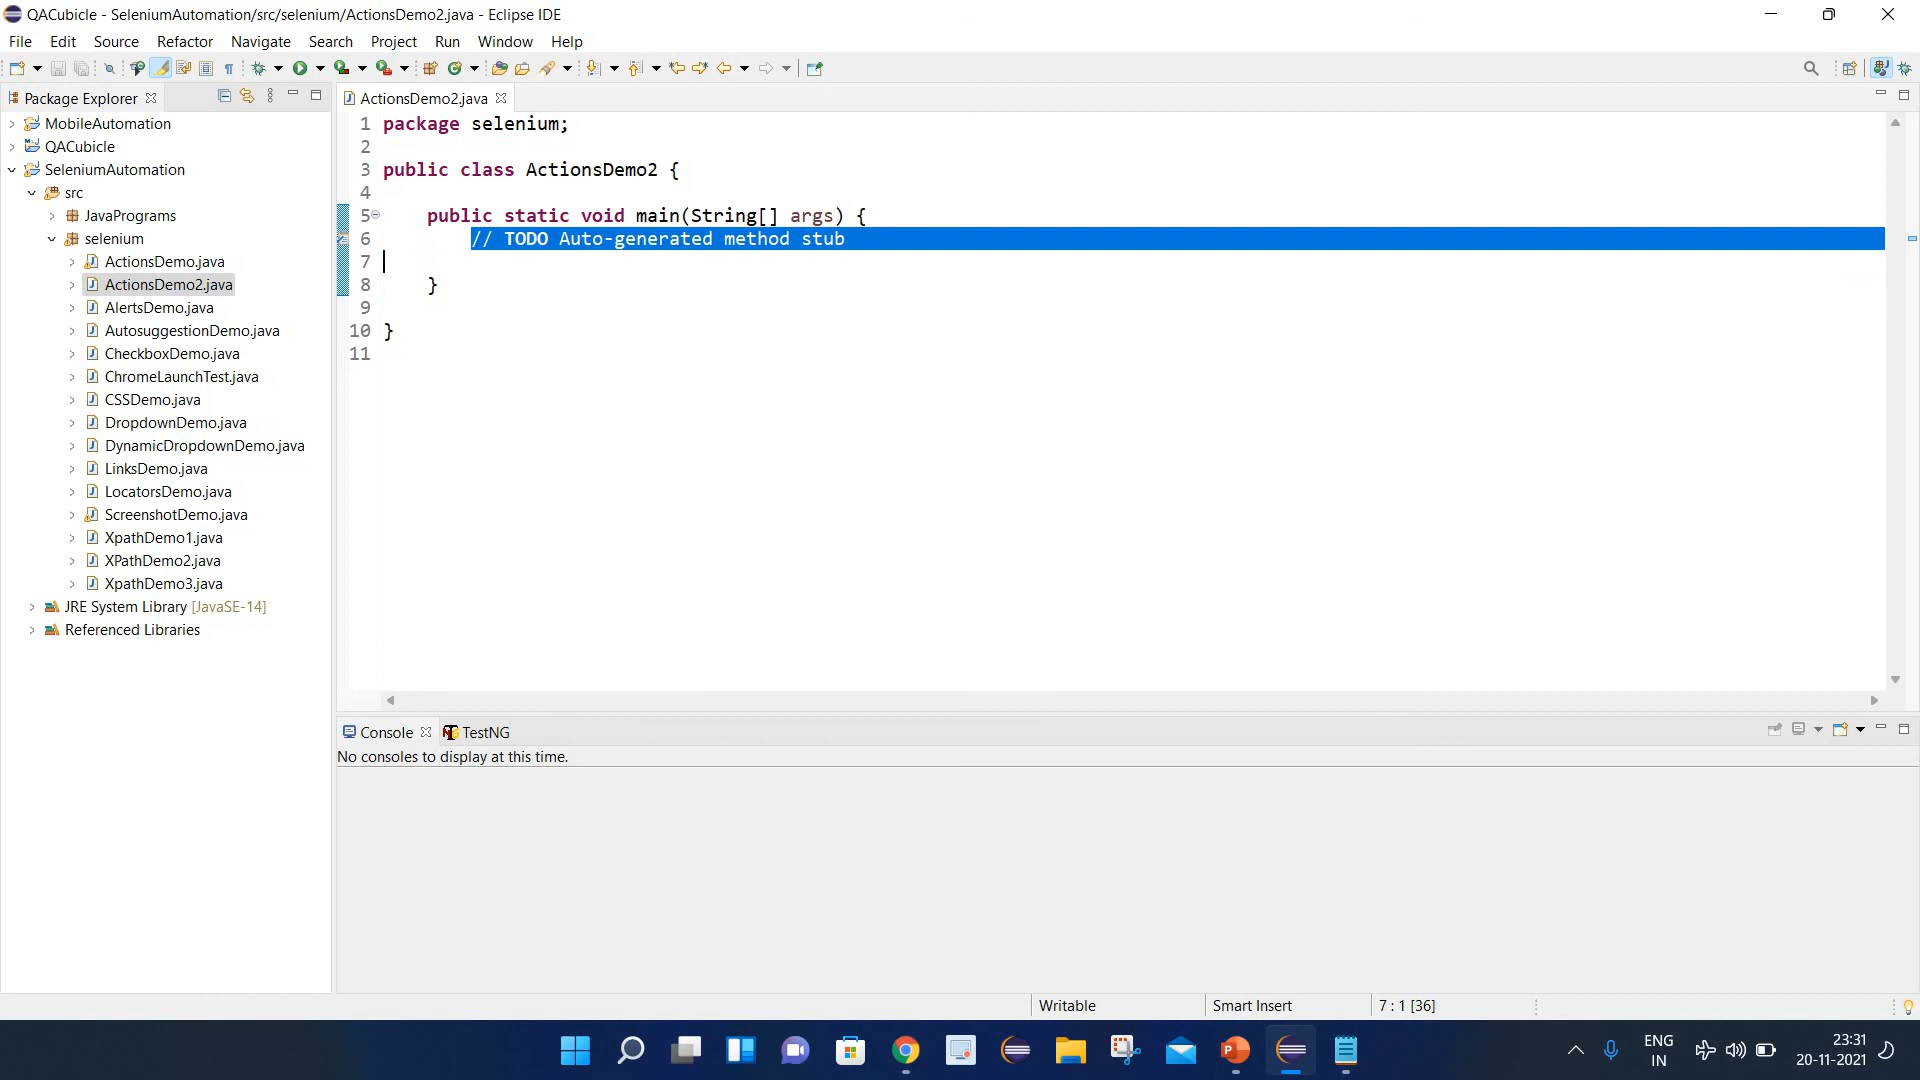 QACubicle - SeleniumAutomation/src/selenium/ActionsDemo2.java - Eclipse IDE
File Edit Source Refactor Navigate Search Project Run Window Help
Package Explorer
MobileAutomation
QACubicle
SeleniumAutomation
src
JavaPrograms
selenium
ActionsDemo.java
ActionsDemo2.java
AlertsDemo.java
AutosuggestionDemo.java
CheckboxDemo.java
ChromeLaunchTest.java
CSSDemo.java
DropdownDemo.java
DynamicDropdownDemo.java
LinksDemo.java
LocatorsDemo.java
ScreenshotDemo.java
XpathDemo1.java
XPathDemo2.java
XpathDemo3.java
JRE System Library [JavaSE-14]
Referenced Libraries
ActionsDemo2.java
1 package selenium;
2
3 public class ActionsDemo2 {
4
5 public static void main(String[] args) {
6 // TODO Auto-generated method stub
7
8 }
9
10 }
11
Console TestNG
No consoles to display at this time.
Writable Smart Insert 7 : 1 [36]
ENG
IN
23:31
20-11-2021